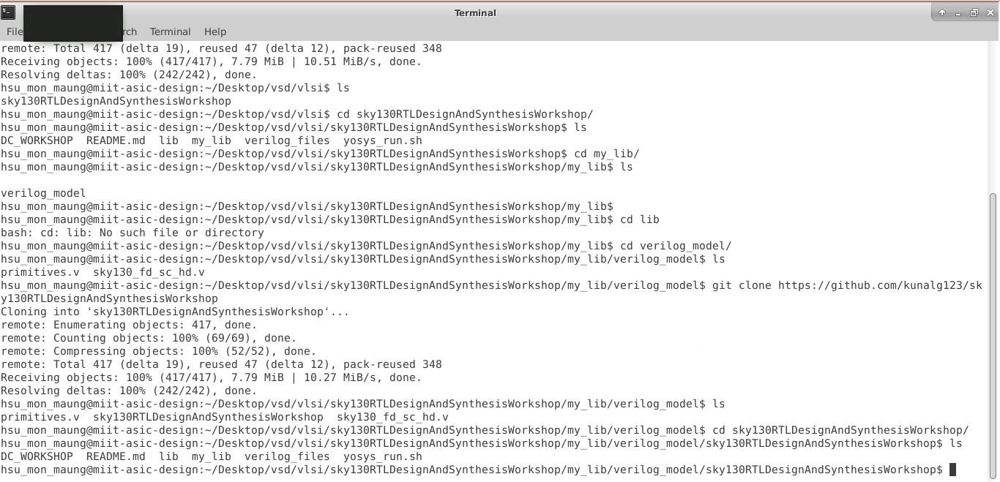 Terminal
File rch Terminal Help
remote: Total 417 (delta 19), reused 47 (delta 12), pack-reused 348
Receiving objects: 100% (417/417), 7.79 MiB | 10.51 MiB/s, done.
Resolving deltas: 100% (242/242), done.
hsu_mon_maung@miit-asic-design:~/Desktop/vsd/vlsi$ ls
sky130RTLDesignAndSynthesisWorkshop
hsu_mon_maung@miit-asic-design:~/Desktop/vsd/vlsi$ cd sky130RTLDesignAndSynthesisWorkshop/
hsu_mon_maung@miit-asic-design:~/Desktop/vsd/vlsi/sky130RTLDesignAndSynthesisWorkshop$ ls
DC_WORKSHOP  README.md  lib  my_lib  verilog_files  yosys_run.sh
hsu_mon_maung@miit-asic-design:~/Desktop/vsd/vlsi/sky130RTLDesignAndSynthesisWorkshop$ cd my_lib/
hsu_mon_maung@miit-asic-design:~/Desktop/vsd/vlsi/sky130RTLDesignAndSynthesisWorkshop/my_lib$ ls
verilog_model
hsu_mon_maung@miit-asic-design:~/Desktop/vsd/vlsi/sky130RTLDesignAndSynthesisWorkshop/my_lib$
hsu_mon_maung@miit-asic-design:~/Desktop/vsd/vlsi/sky130RTLDesignAndSynthesisWorkshop/my_lib$ cd lib
bash: cd: lib: No such file or directory
hsu_mon_maung@miit-asic-design:~/Desktop/vsd/vlsi/sky130RTLDesignAndSynthesisWorkshop/my_lib$ cd verilog_model/
hsu_mon_maung@miit-asic-design:~/Desktop/vsd/vlsi/sky130RTLDesignAndSynthesisWorkshop/my_lib/verilog_model$ ls
primitives.v  sky130_fd_sc_hd.v
hsu_mon_maung@miit-asic-design:~/Desktop/vsd/vlsi/sky130RTLDesignAndSynthesisWorkshop/my_lib/verilog_model$ git clone https://github.com/kunalg123/sk
y130RTLDesignAndSynthesisWorkshop
Cloning into 'sky130RTLDesignAndSynthesisWorkshop'...
remote: Enumerating objects: 417, done.
remote: Counting objects: 100% (69/69), done.
remote: Compressing objects: 100% (52/52), done.
remote: Total 417 (delta 19), reused 47 (delta 12), pack-reused 348
Receiving objects: 100% (417/417), 7.79 MiB | 10.27 MiB/s, done.
Resolving deltas: 100% (242/242), done.
hsu_mon_maung@miit-asic-design:~/Desktop/vsd/vlsi/sky130RTLDesignAndSynthesisWorkshop/my_lib/verilog_model$ ls
primitives.v  sky130RTLDesignAndSynthesisWorkshop  sky130_fd_sc_hd.v
hsu_mon_maung@miit-asic-design:~/Desktop/vsd/vlsi/sky130RTLDesignAndSynthesisWorkshop/my_lib/verilog_model$ cd sky130RTLDesignAndSynthesisWorkshop/
hsu_mon_maung@miit-asic-design:~/Desktop/vsd/vlsi/sky130RTLDesignAndSynthesisWorkshop/my_lib/verilog_model/sky130RTLDesignAndSynthesisWorkshop$ ls
DC_WORKSHOP  README.md  lib  my_lib  verilog_files  yosys_run.sh
hsu_mon_maung@miit-asic-design:~/Desktop/vsd/vlsi/sky130RTLDesignAndSynthesisWorkshop/my_lib/verilog_model/sky130RTLDesignAndSynthesisWorkshop$